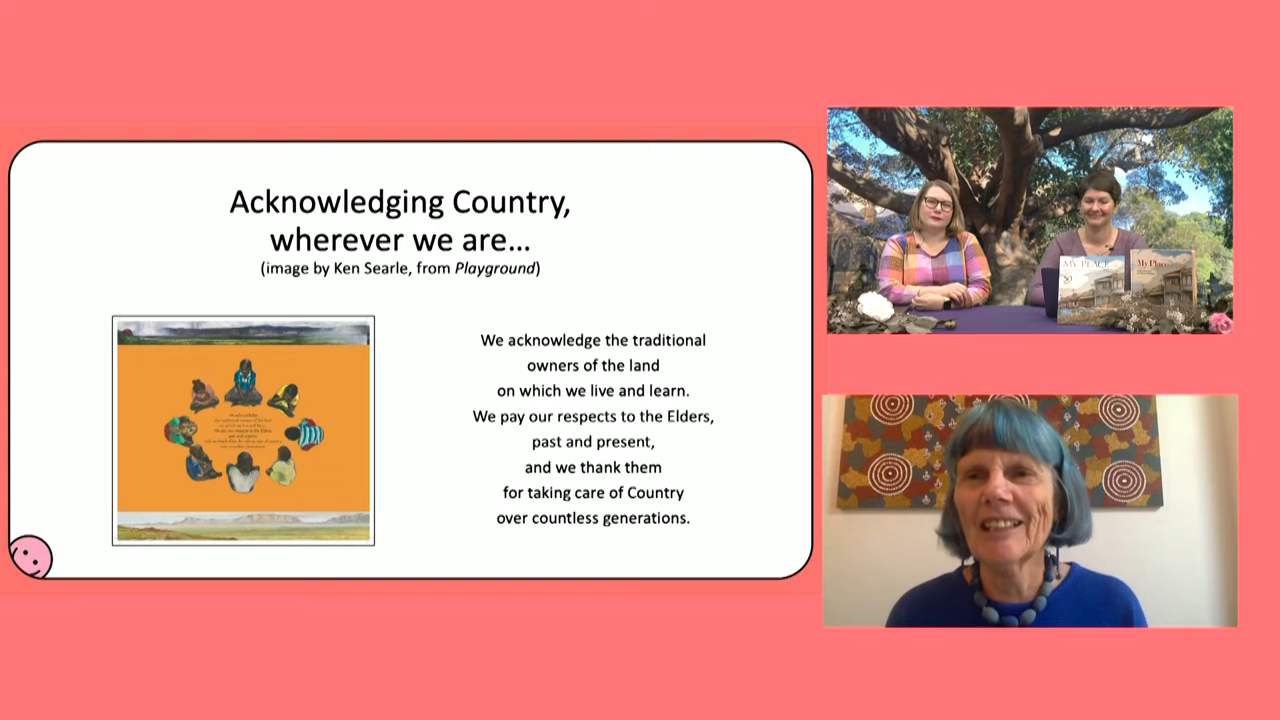 Acknowledging Country,
wherever we are...
(image by Ken Searle, from Playground)
We acknowledge the traditional
owners of the land
on which we live and learn.
We pay our respects to the Elders,
past and present,
and we thank them
for taking care of Country
over countless generations.
MY PLACE
My Place